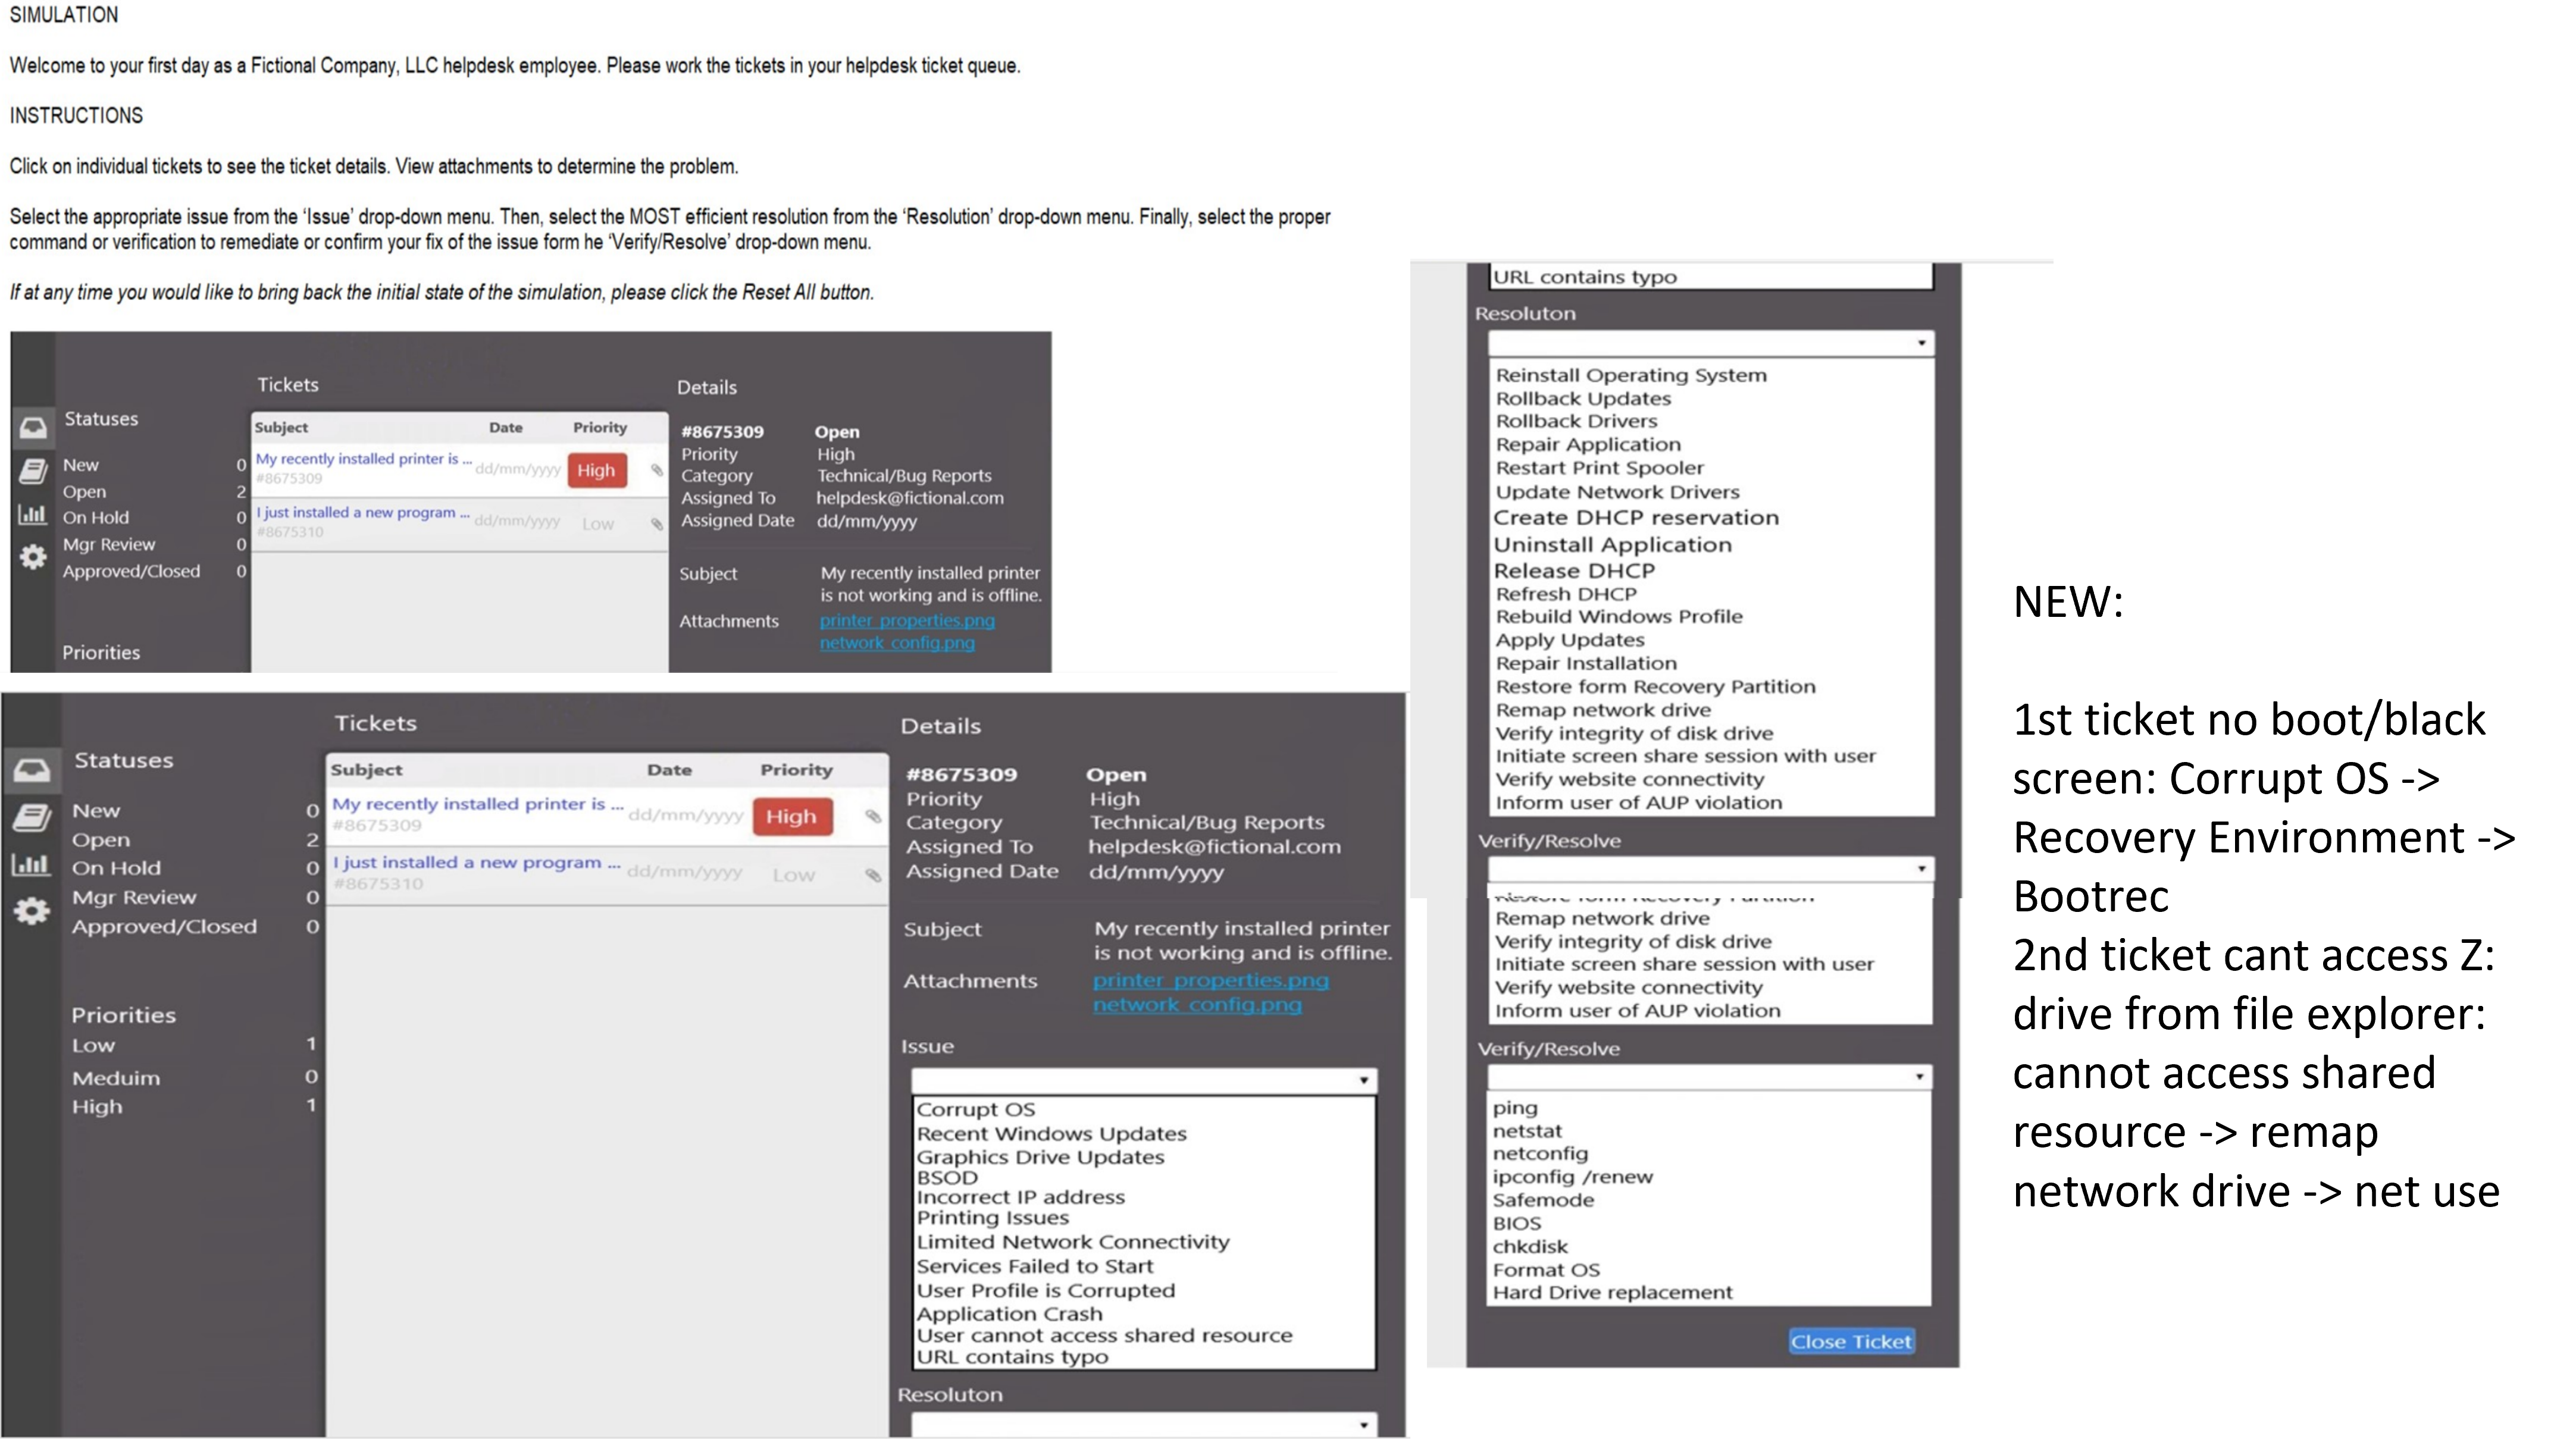 SIMULATION
Welcome to your first day as a Fictional Company, LLC helpdesk employee. Please work the tickets in your helpdesk ticket queue.
INSTRUCTIONS
Click on individual tickets to see the ticket details. View attachments to determine the problem.
Select the appropriate issue from the ‘Issue’ drop-down menu. Then, select the MOST efficient resolution from the ‘Resolution’ drop-down menu. Finally, select the proper
command or verification to remediate or confirm your fix of the issue form he ‘Verify/Resolve’ drop-down menu.
If at any time you would like to bring back the initial state of the simulation, please click the Reset All button.
Statuses
New 0
Open 2
On Hold 0
Mgr Review 0
Approved/Closed 0
Priorities
Tickets
Subject Date Priority
My recently installed printer is ... dd/mm/yyyy High
#8675309
I just installed a new program ... dd/mm/yyyy Low
#8675310
Details
#8675309 Open
Priority High
Category Technical/Bug Reports
Assigned To helpdesk@fictional.com
Assigned Date dd/mm/yyyy
Subject My recently installed printer
is not working and is offline.
Attachments printer_properties.png
network_config.png
Statuses
New 0
Open 2
On Hold 0
Mgr Review 0
Approved/Closed 0
Priorities
Low 1
Meduim 0
High 1
Tickets
Subject Date Priority
My recently installed printer is ... dd/mm/yyyy High
#8675309
I just installed a new program ... dd/mm/yyyy Low
#8675310
Details
#8675309 Open
Priority High
Category Technical/Bug Reports
Assigned To helpdesk@fictional.com
Assigned Date dd/mm/yyyy
Subject My recently installed printer
is not working and is offline.
Attachments printer_properties.png
network_config.png
Issue
Corrupt OS
Recent Windows Updates
Graphics Drive Updates
BSOD
Incorrect IP address
Printing Issues
Limited Network Connectivity
Services Failed to Start
User Profile is Corrupted
Application Crash
User cannot access shared resource
URL contains typo
Resoluton
URL contains typo
Resoluton
Reinstall Operating System
Rollback Updates
Rollback Drivers
Repair Application
Restart Print Spooler
Update Network Drivers
Create DHCP reservation
Uninstall Application
Release DHCP
Refresh DHCP
Rebuild Windows Profile
Apply Updates
Repair Installation
Restore form Recovery Partition
Remap network drive
Verify integrity of disk drive
Initiate screen share session with user
Verify website connectivity
Inform user of AUP violation
Verify/Resolve
Remap network drive
Verify integrity of disk drive
Initiate screen share session with user
Verify website connectivity
Inform user of AUP violation
Verify/Resolve
ping
netstat
netconfig
ipconfig /renew
Safemode
BIOS
chkdisk
Format OS
Hard Drive replacement
Close Ticket
NEW:
1st ticket no boot/black
screen: Corrupt OS ->
Recovery Environment ->
Bootrec
2nd ticket cant access Z:
drive from file explorer:
cannot access shared
resource -> remap
network drive -> net use